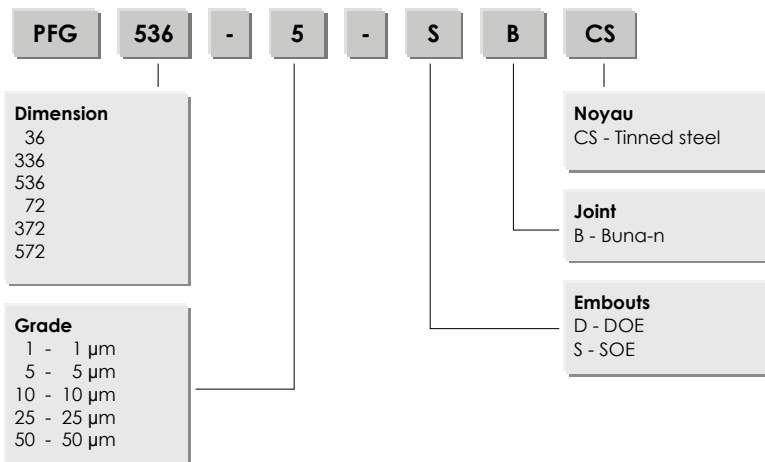 PFG 536 - 5 - S B CS
Dimension
36
336
536
72
372
572
Grade
1 - 1 µm
5 - 5 µm
10 - 10 µm
25 - 25 µm
50 - 50 µm
Noyau
CS - Tinned steel
Joint
B - Buna-n
Embouts
D - DOE
S - SOE